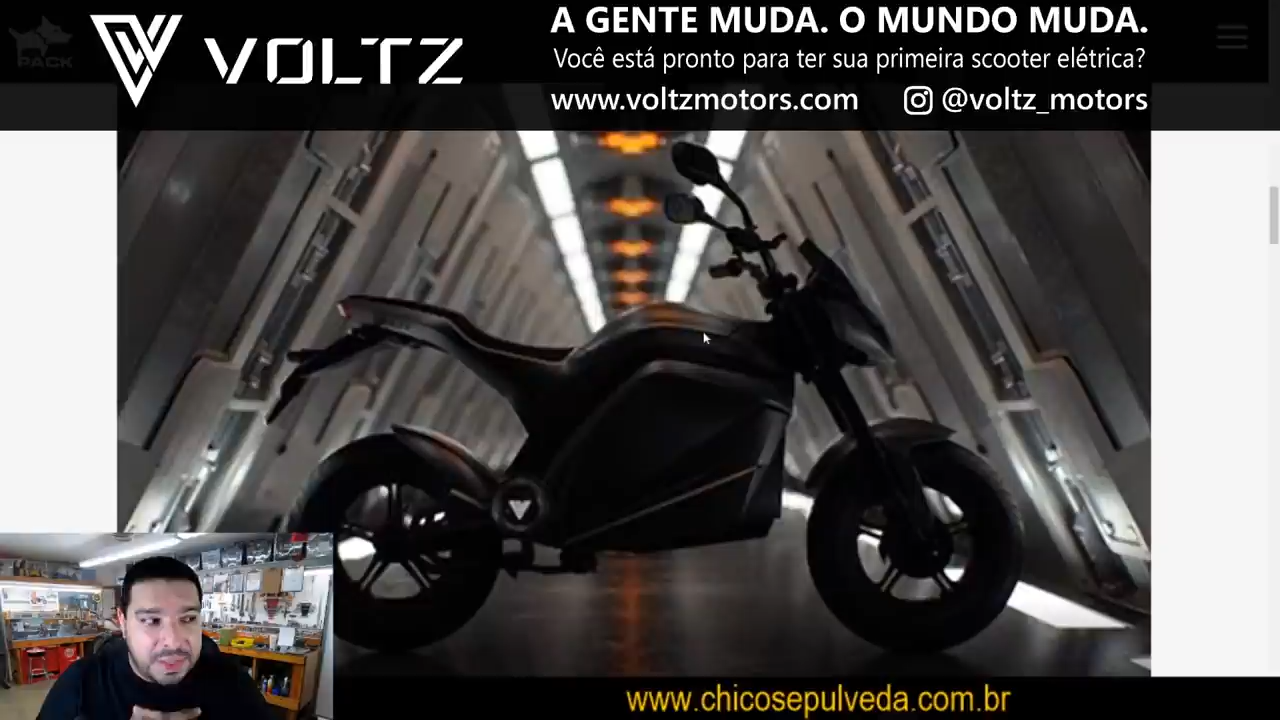 PACK
VOLTZ
A GENTE MUDA. O MUNDO MUDA.
Você está pronto para ter sua primeira scooter elétrica?
www.voltzmotors.com
@voltz_motors
www.chicosepulveda.com.br